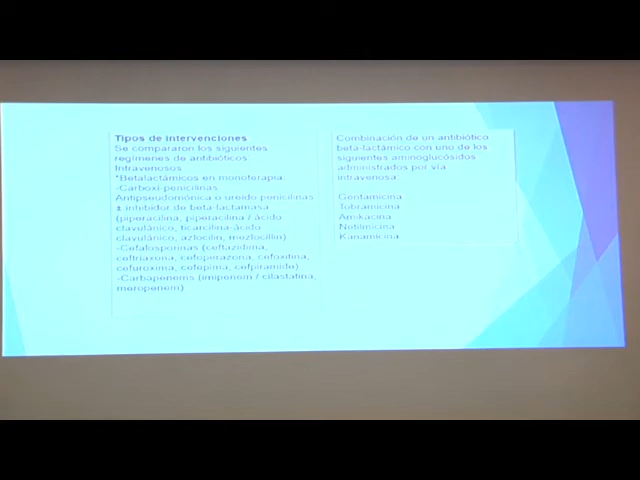 Tipos de intervenciones
Se compararon los siguientes
regímenes de antibióticos
Intravenosos
*Betalactámicos en monoterapia:
-Carboxi-penicilinas
Antipseudomónica o ureido penicilinas
± inhibidor de beta-lactamasa
(piperacilina, piperacilina / ácido
clavulánico, ticarcilina-ácido
clavulánico, azlocilin, mezlocillin)
-Cefalosporinas (ceftazidima,
ceftriaxona, cefoperazona, cefoxitina,
cefuroxima, cefepima, cefpiramide)
-Carbapenems (imipenem / cilastatina,
meropenem)
Combinación de un antibiótico
beta-lactámico con uno de los
siguientes aminoglucósidos
administrados por vía
intravenosa:
Gentamicina
Tobramicina
Amikacina
Netilmicina
Kanamicina